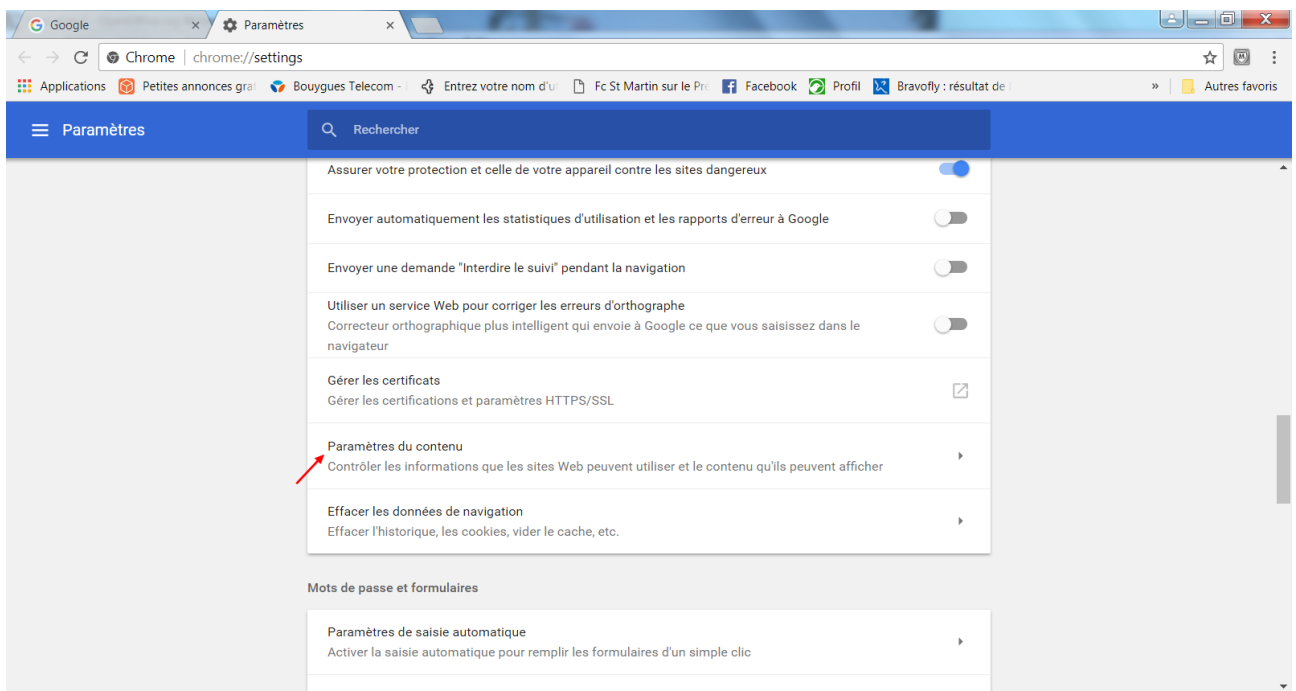 Google
Paramètres
Chrome | chrome://settings
Applications
Petites annonces gra
Bouygues Telecom -
Entrez votre nom d'u
Fc St Martin sur le Pr
Facebook
Profil
Bravofly : résultat de
»
Autres favoris
Paramètres
Rechercher
Assurer votre protection et celle de votre appareil contre les sites dangereux
Envoyer automatiquement les statistiques d'utilisation et les rapports d'erreur à Google
Envoyer une demande "Interdire le suivi" pendant la navigation
Utiliser un service Web pour corriger les erreurs d'orthographe
Correcteur orthographique plus intelligent qui envoie à Google ce que vous saisissez dans le
navigateur
Gérer les certificats
Gérer les certifications et paramètres HTTPS/SSL
Paramètres du contenu
Contrôler les informations que les sites Web peuvent utiliser et le contenu qu'ils peuvent afficher
Effacer les données de navigation
Effacer l'historique, les cookies, vider le cache, etc.
Mots de passe et formulaires
Paramètres de saisie automatique
Activer la saisie automatique pour remplir les formulaires d'un simple clic